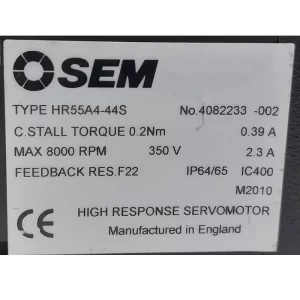 SEM
TYPE HR55A4-44S No.4082233 -002
C.STALL TORQUE 0.2Nm 0.39 A
MAX 8000 RPM 350 V 2.3 A
FEEDBACK RES.F22 IP64/65 IC400
M2010
CE HIGH RESPONSE SERVOMOTOR
Manufactured in England